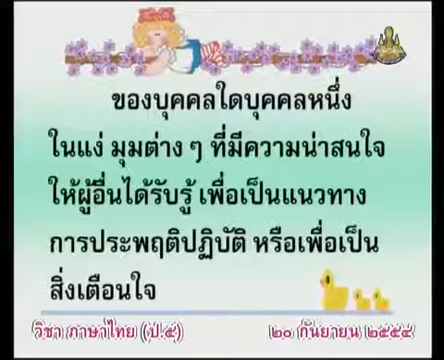 ของบุคคลใดบุคคลหนึ่ง
ในแง่ มุมต่าง ๆ ที่มีความน่าสนใจ
ให้ผู้อื่นได้รับรู้ เพื่อเป็นแนวทาง
การประพฤติปฏิบัติ หรือเพื่อเป็น
สิ่งเตือนใจ
วิชา ภาษาไทย (ป.๕) ๒๐ กันยายน ๒๕๕๔